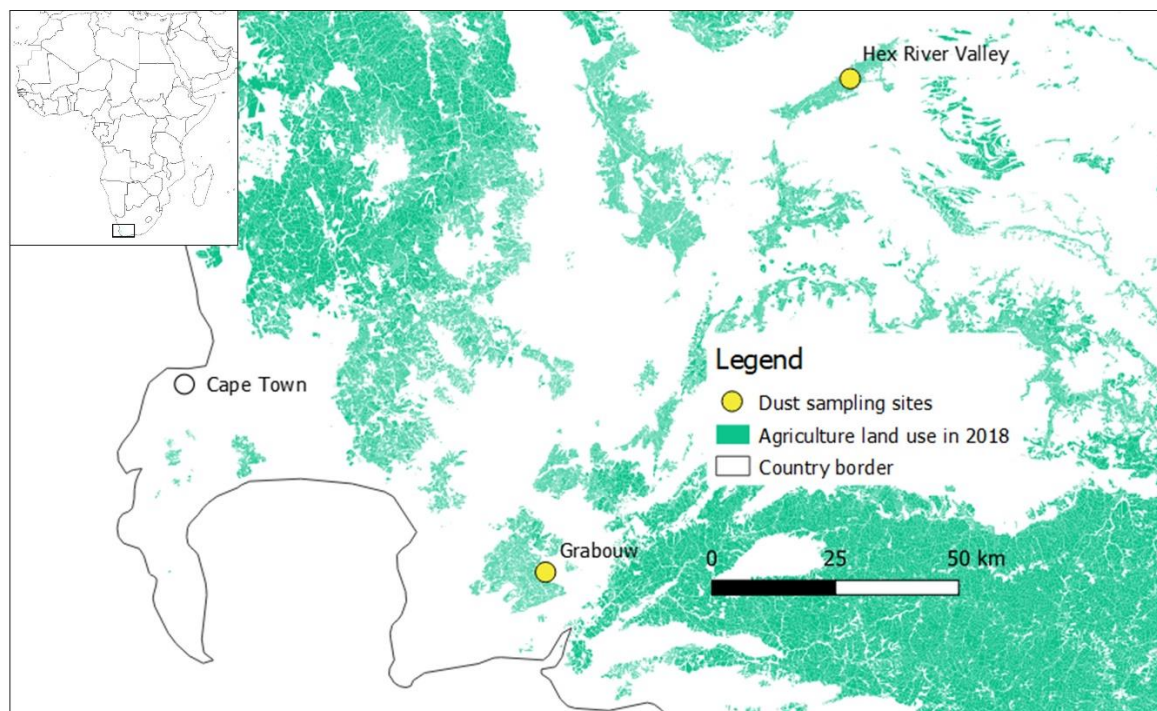 Hex River Valley
Cape Town
Legend
Dust sampling sites
Agriculture land use in 2018
Country border
Grabouw
0 25 50 km